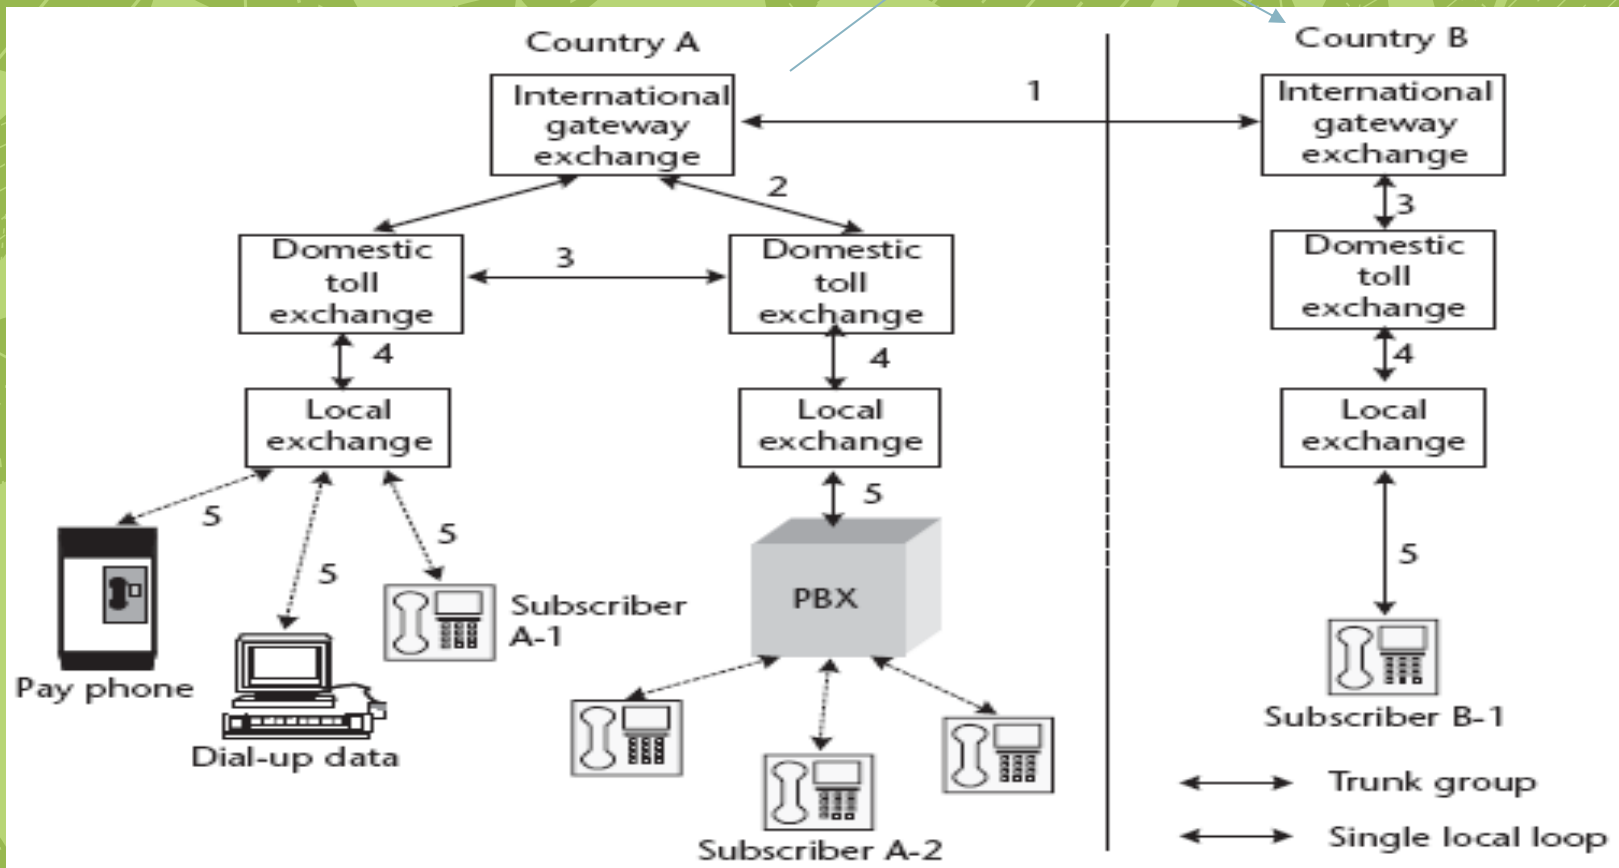 Country A
Country B
International
gateway
exchange
1
International
gateway
exchange
2
3
Domestic
toll
exchange
3
Domestic
toll
exchange
Domestic
toll
exchange
4
4
4
Local
exchange
Local
exchange
Local
exchange
5
5
5
5
5
Pay phone
Dial-up data
Subscriber
A-1
PBX
Subscriber A-2
Subscriber B-1
Trunk group
Single local loop